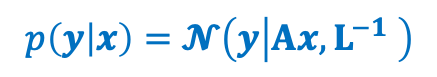 p(y|x) = 𝒩(y|Ax, L⁻¹ )